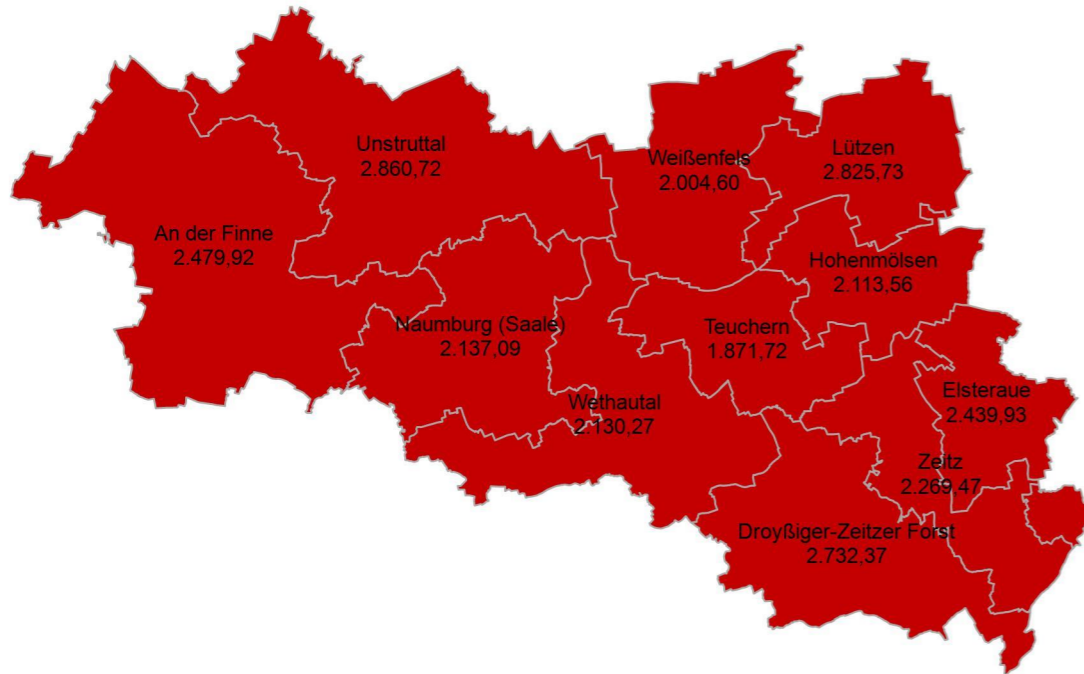 Unstruttal
2.860,72
Weißenfels
2.004,60
Lützen
2.825,73
An der Finne
2.479,92
Hohenmölsen
2.113,56
Naumburg (Saale)
2.137,09
Teuchern
1.871,72
Wethautal
2.130,27
Elsteraue
2.439,93
Zeitz
2.269,47
Droyßiger-Zeitzer Forst
2.732,37